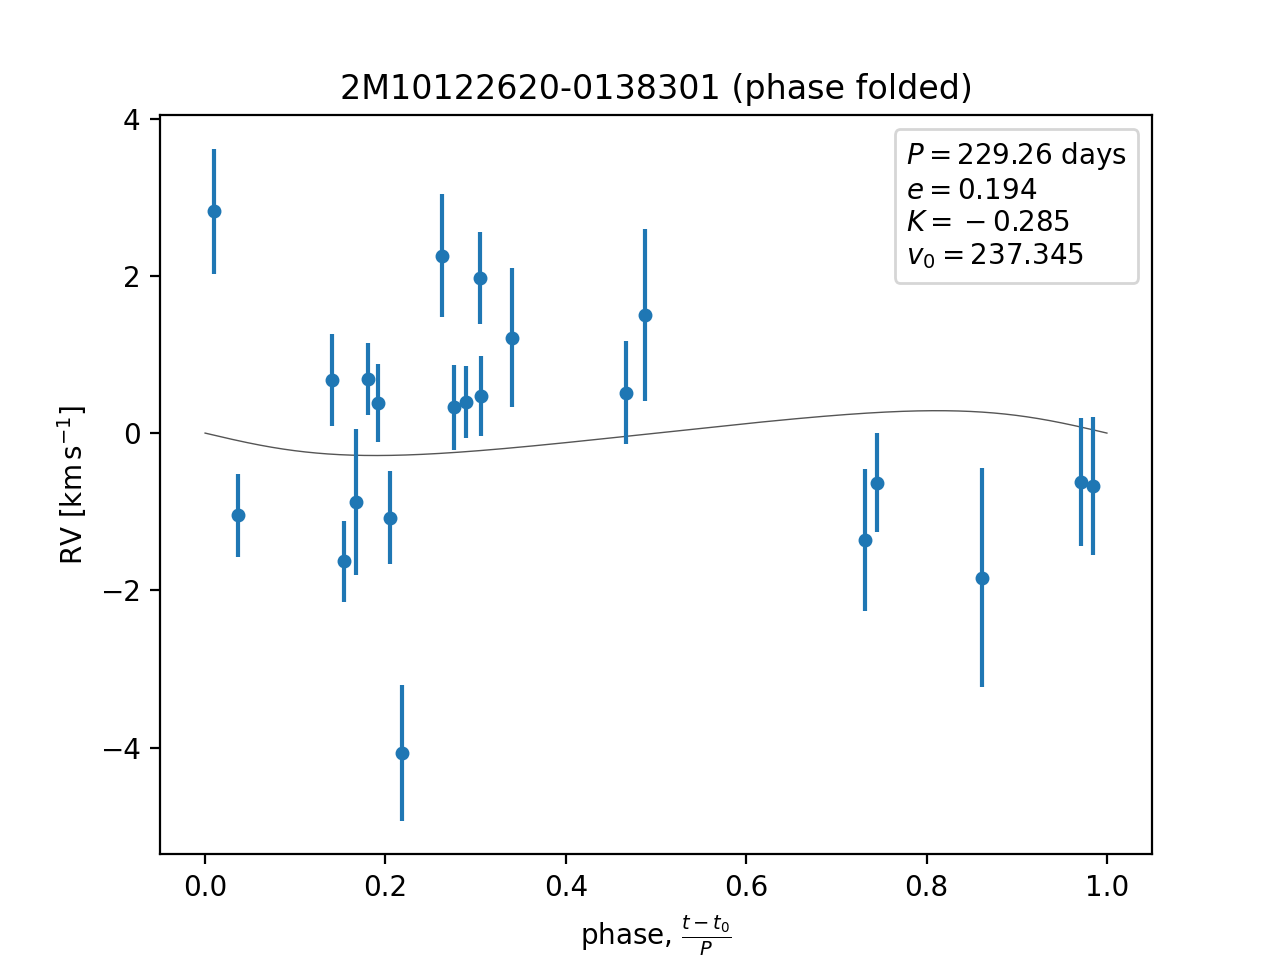 2M10122620-0138301 (phase folded)
P = 229.26 days
e = 0.194
K = −0.285
v₀ = 237.345
4
2
0
−2
−4
RV [km s⁻¹]
0.0 0.2 0.4 0.6 0.8 1.0
phase, (t − t₀)/P